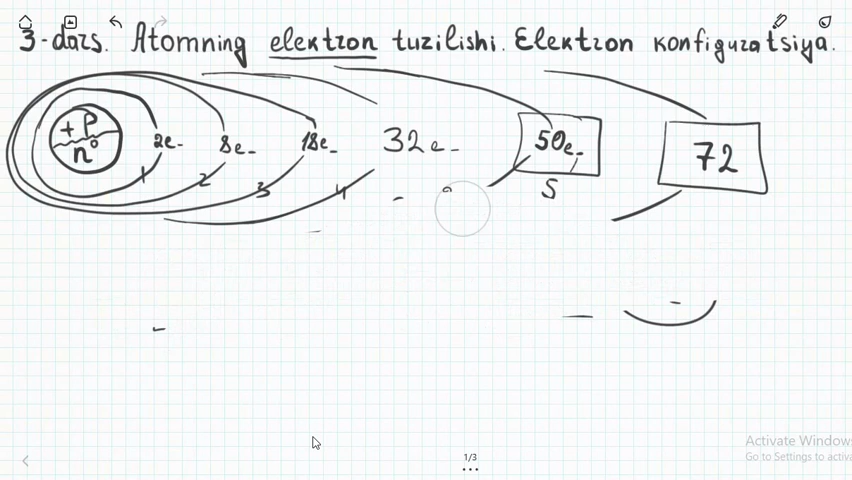 3-dars. Atomning elektron tuzilishi. Elektron konfiguratsiya.
+P
n°
2e- 8e- 18e- 32e- 50e- 72
1 2 3 4 5
Activate Windows
Go to Settings to activa
1/3